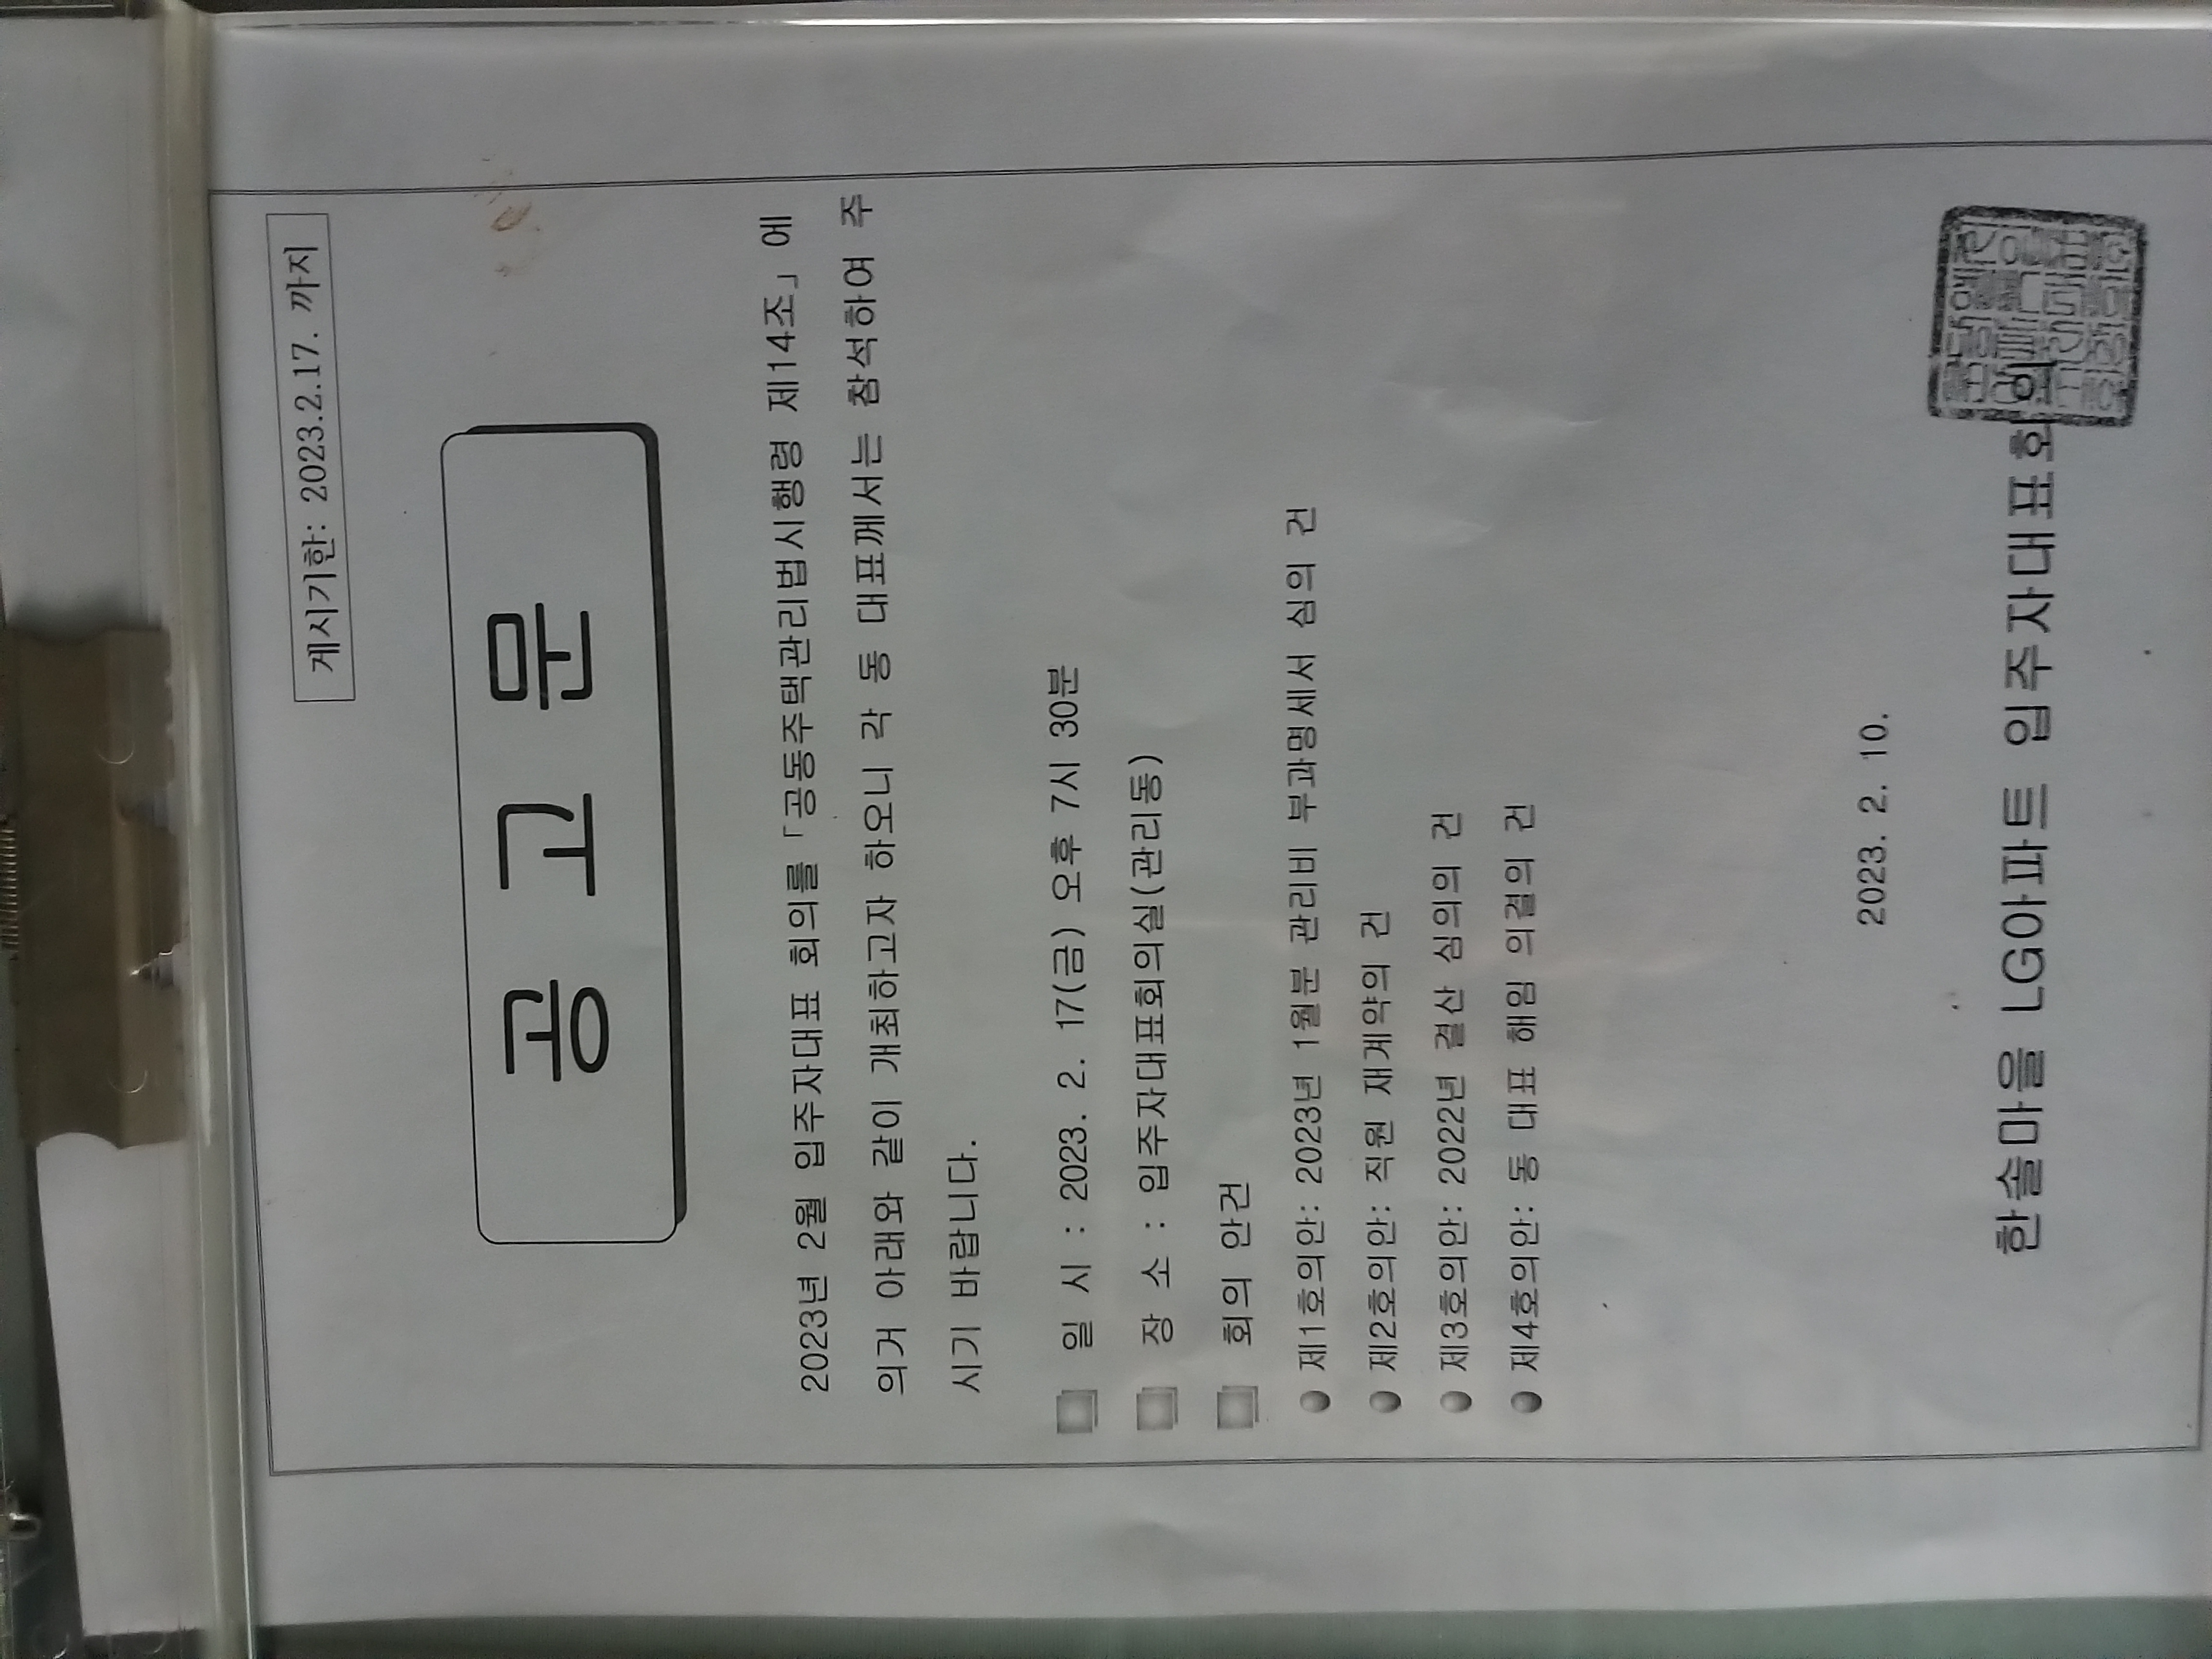 게시기한: 2023.2.17. 까지
공 고 문
2023년 2월 입주자대표 회의를 「공동주택관리법시행령 제14조」에
의거 아래와 같이 개최하고자 하오니 각 동 대표께서는 참석하여 주
시기 바랍니다.
일 시 : 2023. 2. 17(금) 오후 7시 30분
장 소 : 입주자대표회의실(관리동)
회의 안건
제1호의안: 2023년 1월분 관리비 부과명세서 심의 건
제2호의안: 직원 재계약의 건
제3호의안: 2022년 결산 심의의 건
제4호의안: 동 대표 해임 의결의 건
2023. 2. 10.
한솔마을 LG아파트 입주자대표회의